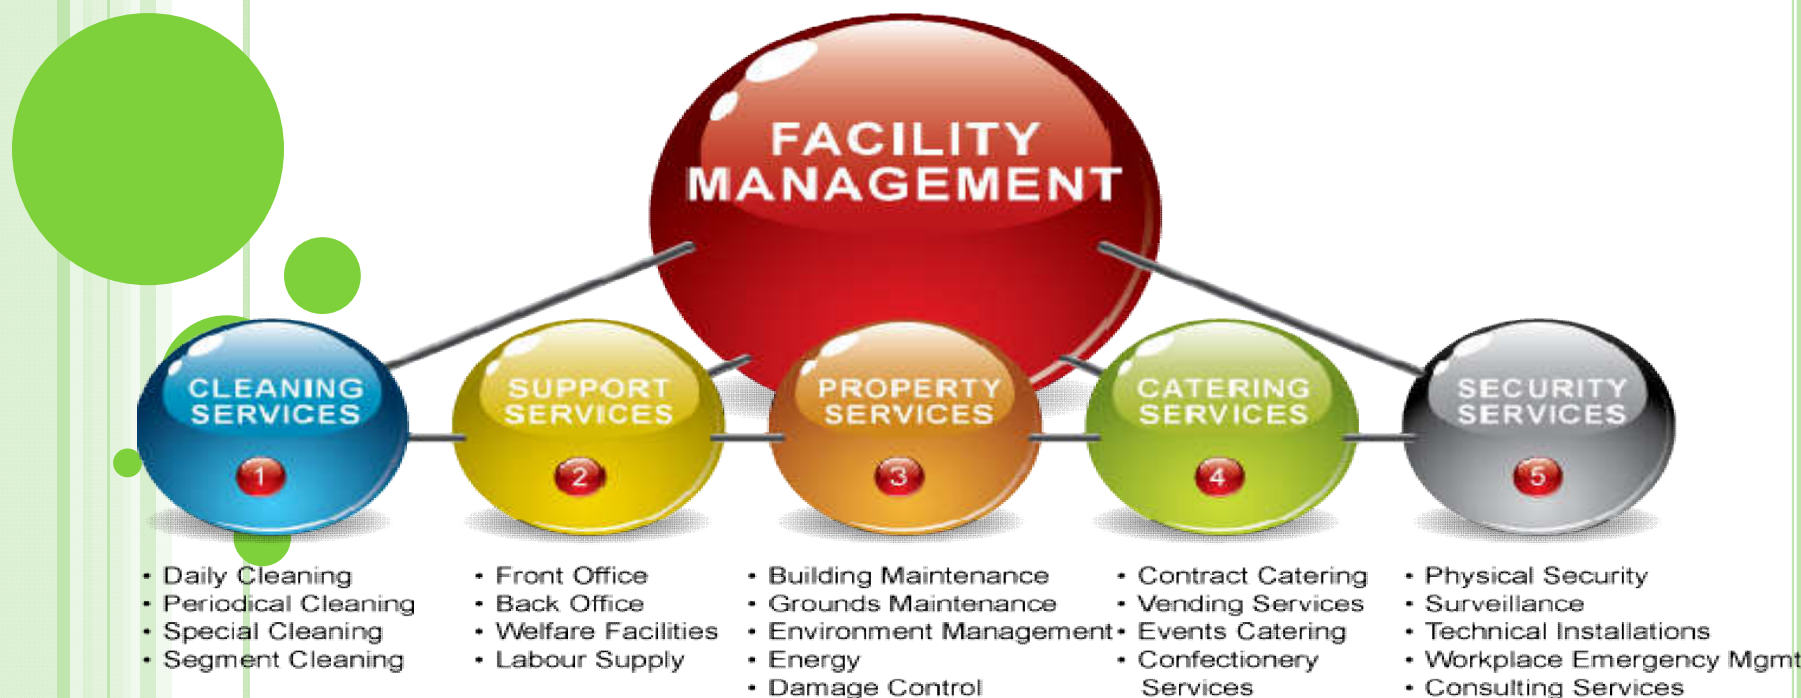 FACILITY
MANAGEMENT
CLEANING
SERVICES
1
SUPPORT
SERVICES
2
PROPERTY
SERVICES
3
CATERING
SERVICES
4
SECURITY
SERVICES
5
• Daily Cleaning
• Periodical Cleaning
• Special Cleaning
• Segment Cleaning
• Front Office
• Back Office
• Welfare Facilities
• Labour Supply
• Building Maintenance
• Grounds Maintenance
• Environment Management
• Energy
• Damage Control
• Contract Catering
• Vending Services
• Events Catering
• Confectionery
Services
• Physical Security
• Surveillance
• Technical Installations
• Workplace Emergency Mgmt
• Consulting Services